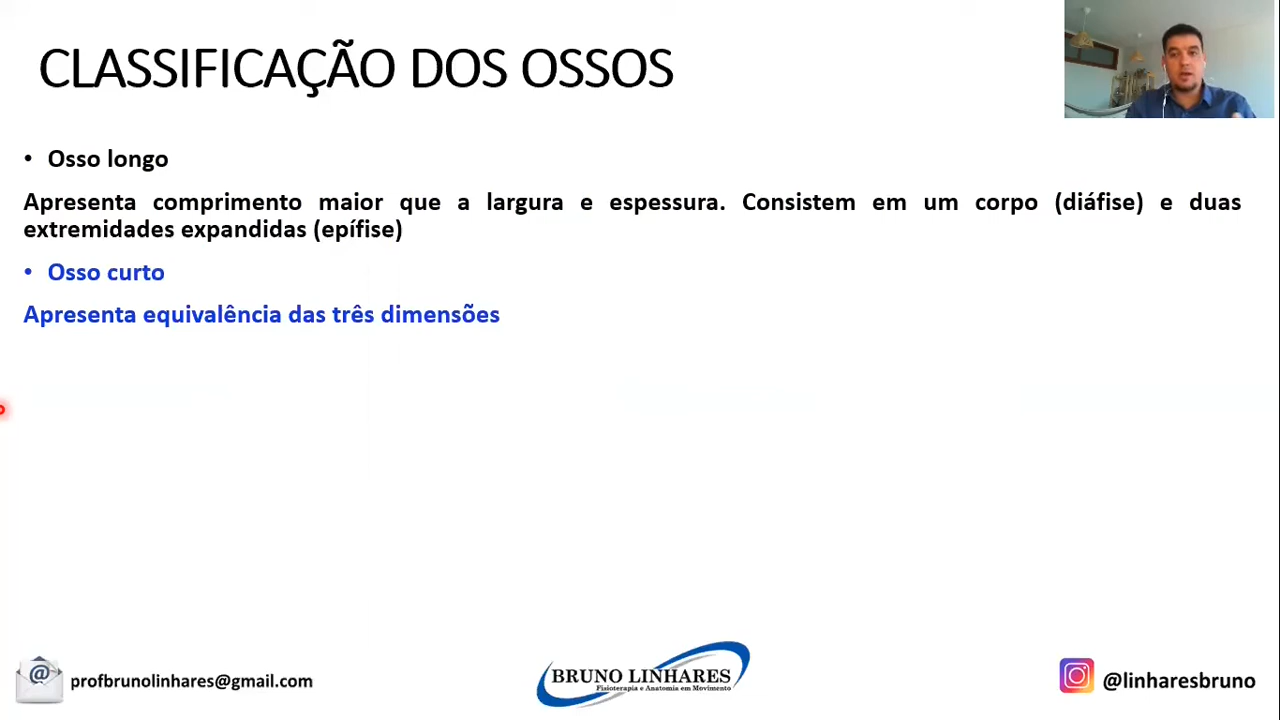 CLASSIFICAÇÃO DOS OSSOS
• Osso longo
Apresenta comprimento maior que a largura e espessura. Consistem em um corpo (diáfise) e duas
extremidades expandidas (epífise)
• Osso curto
Apresenta equivalência das três dimensões
@ profbrunolinhares@gmail.com
BRUNO LINHARES
Fisioterapia e Anatomia em Movimento
@linharesbruno